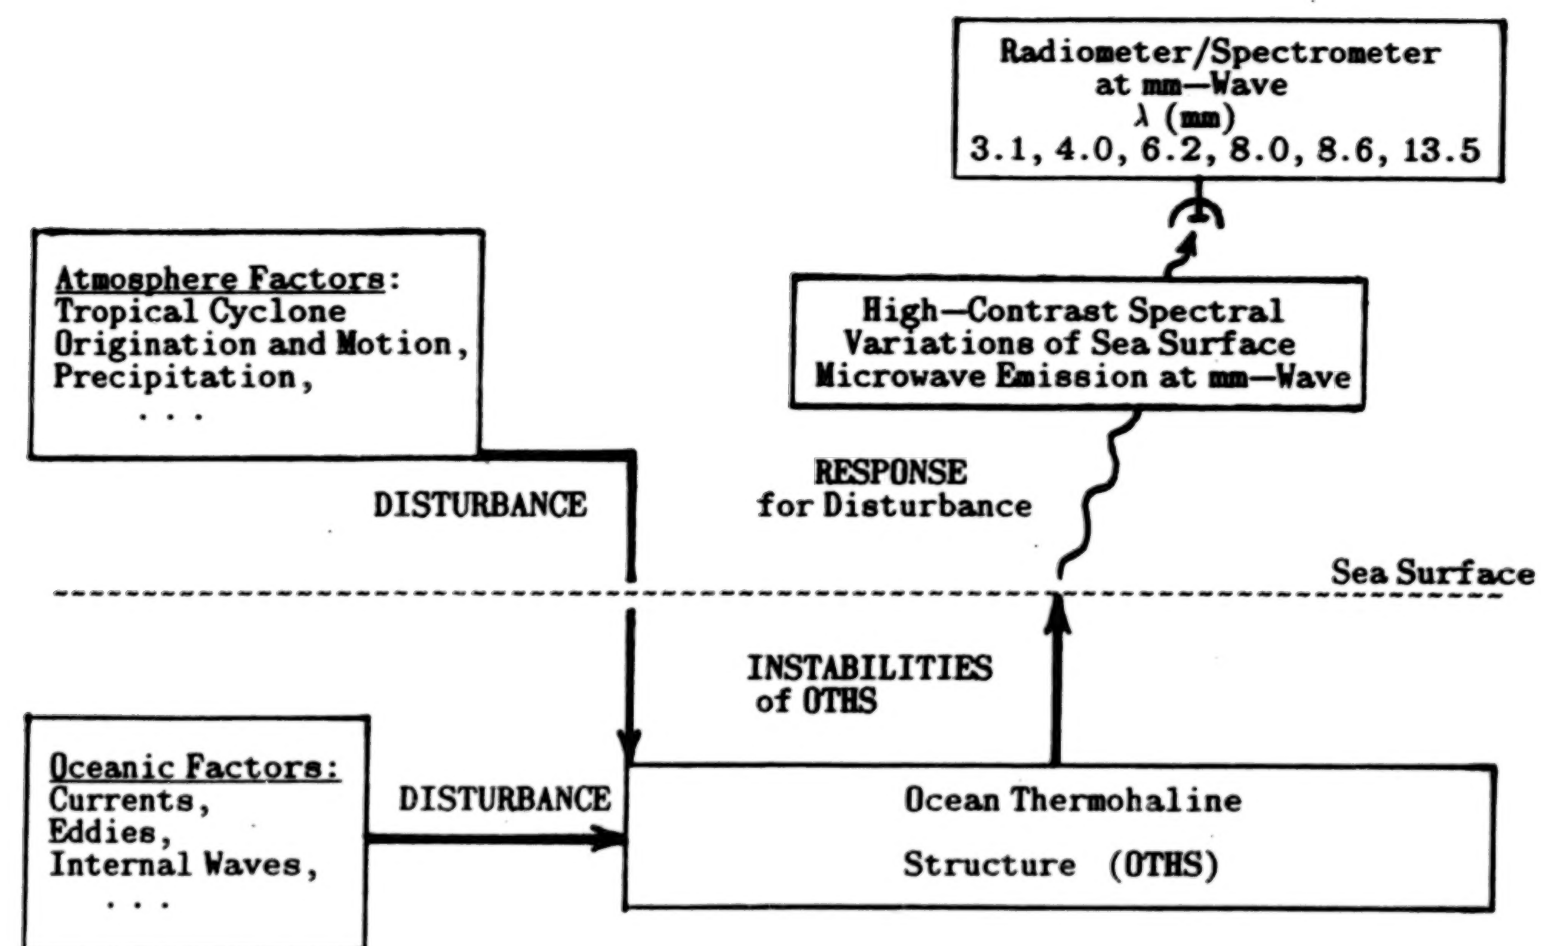 Radiometer/Spectrometer
at mm—Wave
λ (mm)
3.1, 4.0, 6.2, 8.0, 8.6, 13.5
Atmosphere Factors:
Tropical Cyclone
Origination and Motion,
Precipitation,
. . .
High—Contrast Spectral
Variations of Sea Surface
Microwave Emission at mm—Wave
DISTURBANCE
RESPONSE
for Disturbance
Sea Surface
INSTABILITIES
of OTHS
Oceanic Factors:
Currents,
Eddies,
Internal Waves,
. . .
DISTURBANCE
Ocean Thermohaline
Structure (OTHS)